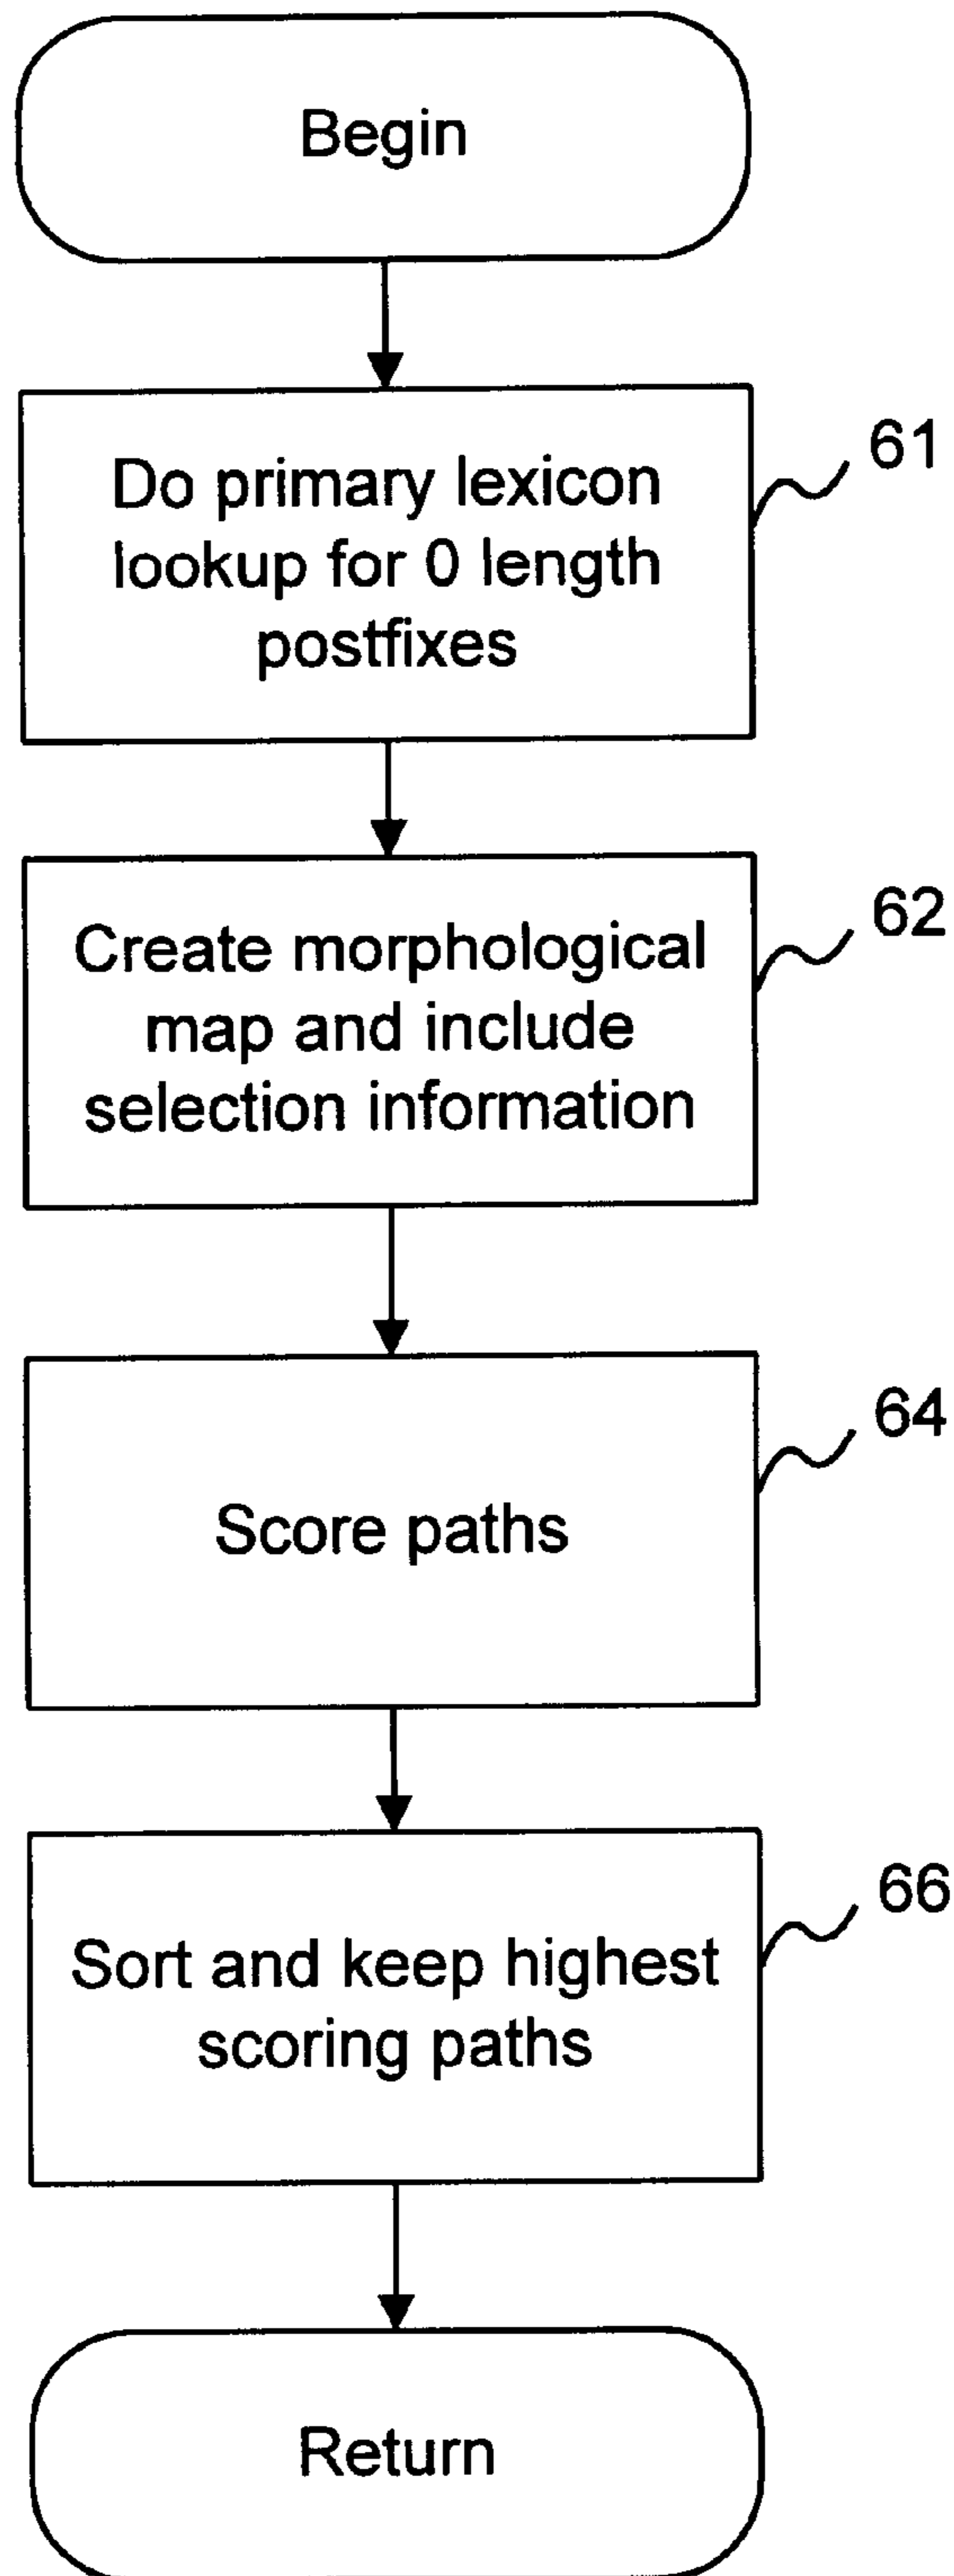 Begin
Do primary lexicon
lookup for 0 length
postfixes
61
Create morphological
map and include
selection information
62
Score paths
64
Sort and keep highest
scoring paths
66
Return